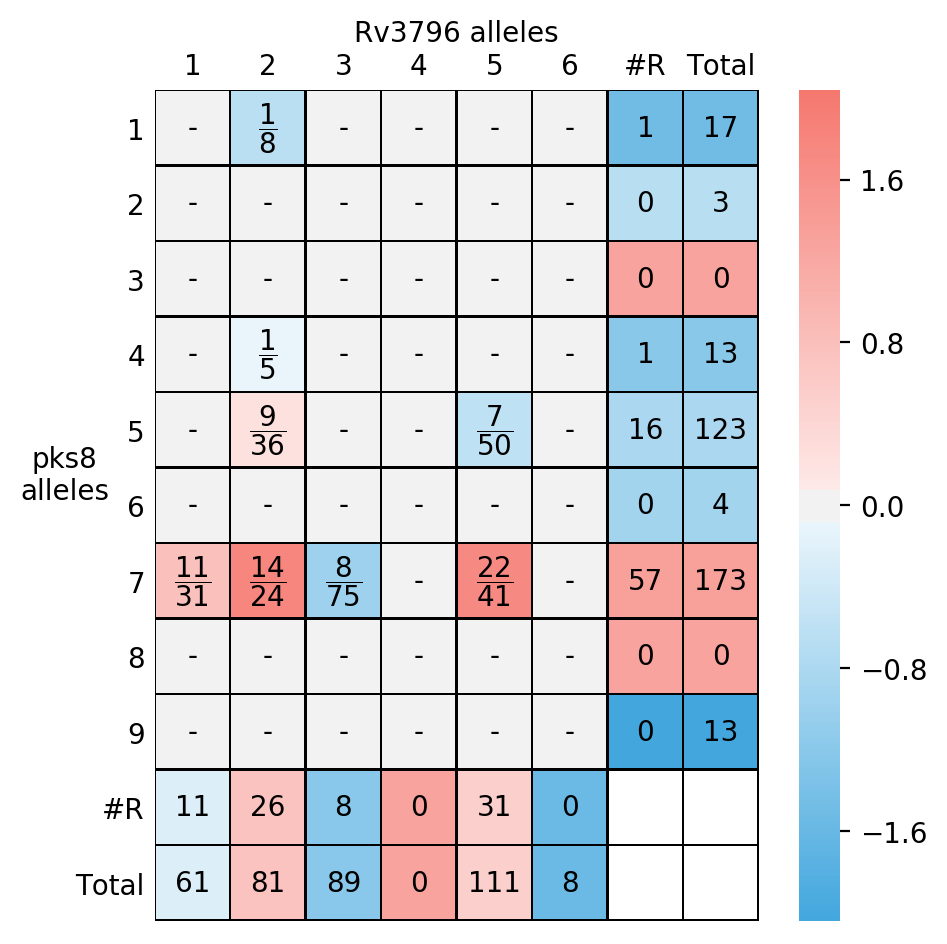 Rv3796 alleles
1 2 3 4 5 6 #R Total
1 - 1/8 - - - - 1 17
2 - - - - - - 0 3
3 - - - - - - 0 0
4 - 1/5 - - - - 1 13
5 - 9/36 - - 7/50 - 16 123
pks8
alleles
6 - - - - - - 0 4
7 11/31 14/24 8/75 - 22/41 - 57 173
8 - - - - - - 0 0
9 - - - - - - 0 13
#R 11 26 8 0 31 0
Total 61 81 89 0 111 8
1.6
0.8
0.0
−0.8
−1.6